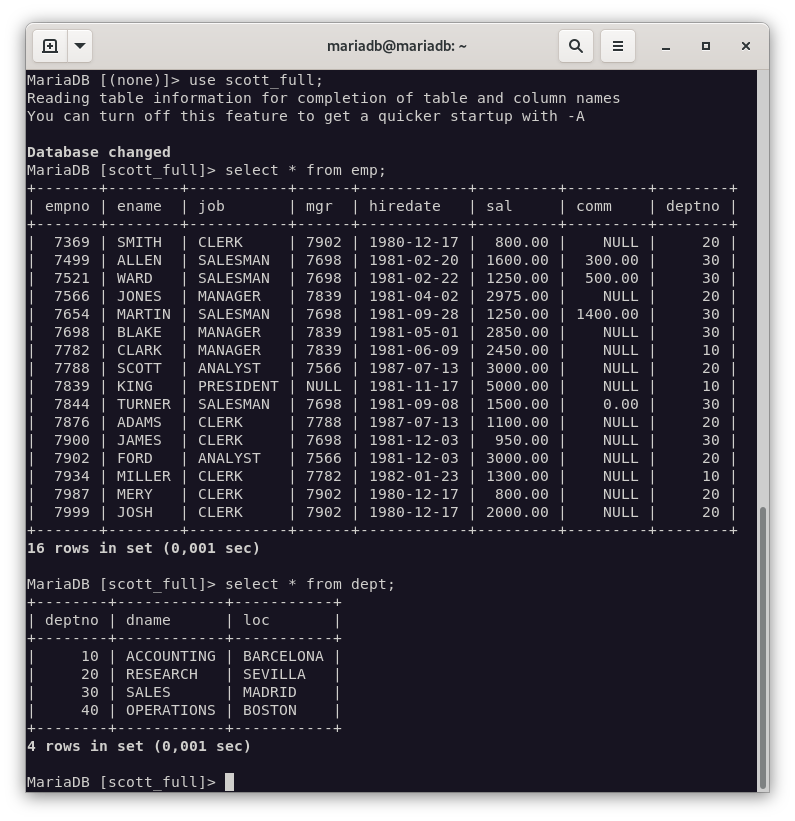 mariadb@mariadb: ~
MariaDB [(none)]> use scott_full;
Reading table information for completion of table and column names
You can turn off this feature to get a quicker startup with -A

Database changed
MariaDB [scott_full]> select * from emp;
+-------+--------+-----------+------+------------+---------+---------+--------+
| empno | ename  | job       | mgr  | hiredate   | sal     | comm    | deptno |
+-------+--------+-----------+------+------------+---------+---------+--------+
|  7369 | SMITH  | CLERK     | 7902 | 1980-12-17 |  800.00 |    NULL |     20 |
|  7499 | ALLEN  | SALESMAN  | 7698 | 1981-02-20 | 1600.00 |  300.00 |     30 |
|  7521 | WARD   | SALESMAN  | 7698 | 1981-02-22 | 1250.00 |  500.00 |     30 |
|  7566 | JONES  | MANAGER   | 7839 | 1981-04-02 | 2975.00 |    NULL |     20 |
|  7654 | MARTIN | SALESMAN  | 7698 | 1981-09-28 | 1250.00 | 1400.00 |     30 |
|  7698 | BLAKE  | MANAGER   | 7839 | 1981-05-01 | 2850.00 |    NULL |     30 |
|  7782 | CLARK  | MANAGER   | 7839 | 1981-06-09 | 2450.00 |    NULL |     10 |
|  7788 | SCOTT  | ANALYST   | 7566 | 1987-07-13 | 3000.00 |    NULL |     20 |
|  7839 | KING   | PRESIDENT | NULL | 1981-11-17 | 5000.00 |    NULL |     10 |
|  7844 | TURNER | SALESMAN  | 7698 | 1981-09-08 | 1500.00 |    0.00 |     30 |
|  7876 | ADAMS  | CLERK     | 7788 | 1987-07-13 | 1100.00 |    NULL |     20 |
|  7900 | JAMES  | CLERK     | 7698 | 1981-12-03 |  950.00 |    NULL |     30 |
|  7902 | FORD   | ANALYST   | 7566 | 1981-12-03 | 3000.00 |    NULL |     20 |
|  7934 | MILLER | CLERK     | 7782 | 1982-01-23 | 1300.00 |    NULL |     10 |
|  7987 | MERY   | CLERK     | 7902 | 1980-12-17 |  800.00 |    NULL |     20 |
|  7999 | JOSH   | CLERK     | 7902 | 1980-12-17 | 2000.00 |    NULL |     20 |
+-------+--------+-----------+------+------------+---------+---------+--------+
16 rows in set (0,001 sec)

MariaDB [scott_full]> select * from dept;
+--------+------------+-----------+
| deptno | dname      | loc       |
+--------+------------+-----------+
|     10 | ACCOUNTING | BARCELONA |
|     20 | RESEARCH   | SEVILLA   |
|     30 | SALES      | MADRID    |
|     40 | OPERATIONS | BOSTON    |
+--------+------------+-----------+
4 rows in set (0,001 sec)

MariaDB [scott_full]>